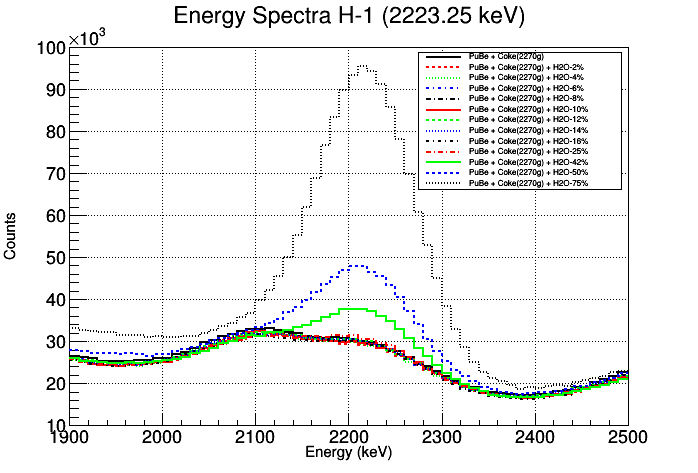 Energy Spectra H-1 (2223.25 keV)
×10³
100
90
80
70
60
50
40
30
20
10
Counts
PuBe + Coke(2270g)
PuBe + Coke(2270g) + H2O-2%
PuBe + Coke(2270g) + H2O-4%
PuBe + Coke(2270g) + H2O-6%
PuBe + Coke(2270g) + H2O-8%
PuBe + Coke(2270g) + H2O-10%
PuBe + Coke(2270g) + H2O-12%
PuBe + Coke(2270g) + H2O-14%
PuBe + Coke(2270g) + H2O-16%
PuBe + Coke(2270g) + H2O-25%
PuBe + Coke(2270g) + H2O-42%
PuBe + Coke(2270g) + H2O-50%
PuBe + Coke(2270g) + H2O-75%
1900 2000 2100 2200 2300 2400 2500
Energy (keV)